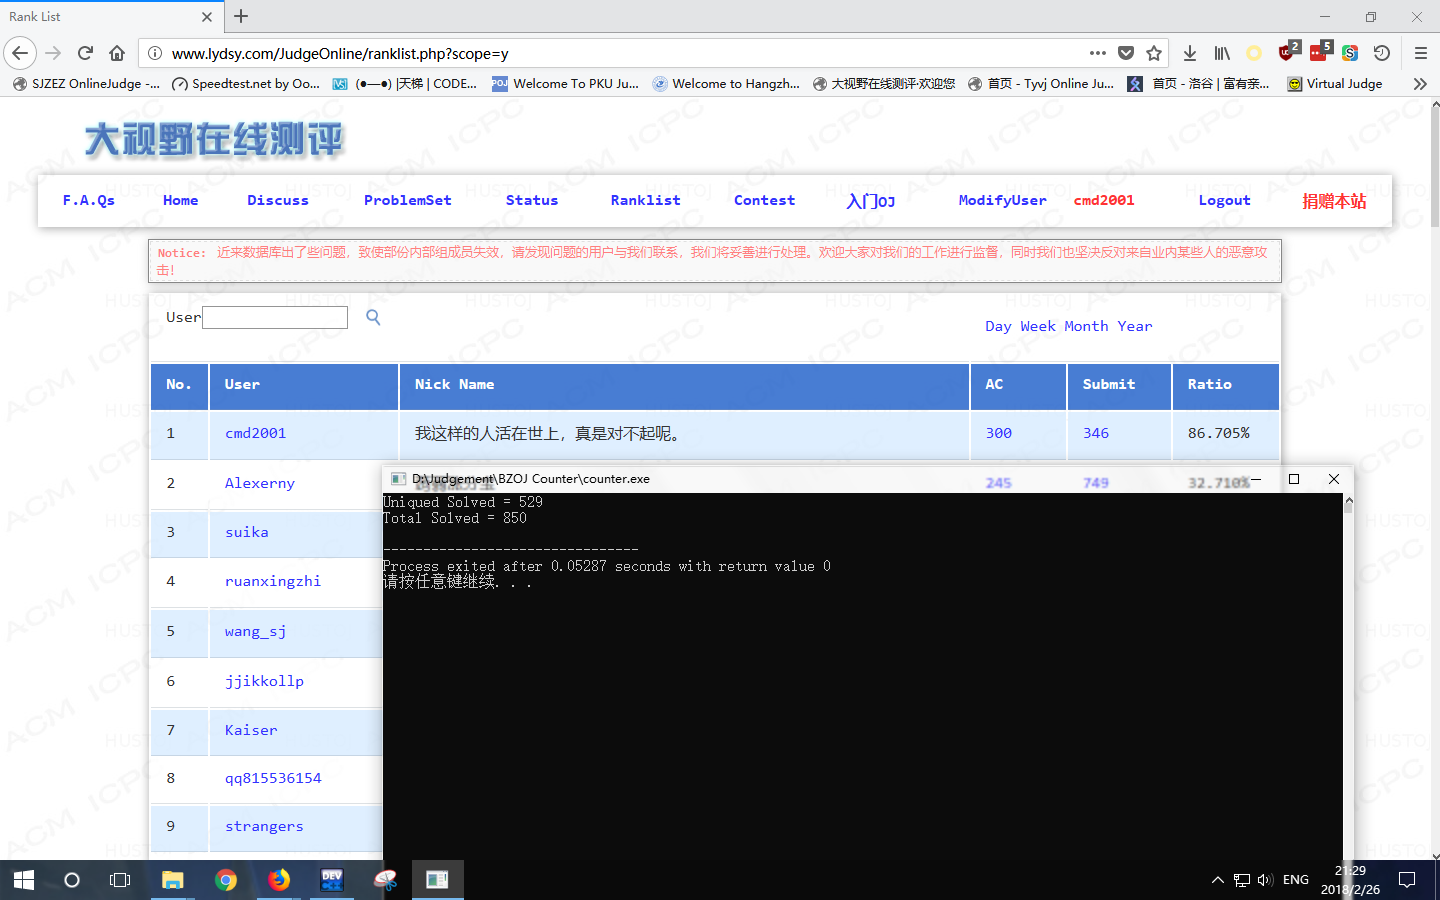 Rank List
www.lydsy.com/JudgeOnline/ranklist.php?scope=y
2
5
SJZEZ OnlineJudge -...
Speedtest.net by Oo...
(●—●) |天梯 | CODE...
Welcome To PKU Ju...
Welcome to Hangzh...
大视野在线测评·欢迎您
首页 - Tyvj Online Ju...
首页 - 洛谷 | 富有亲...
Virtual Judge
大视野在线测评
F.A.Qs Home Discuss ProblemSet Status Ranklist Contest 入门OJ ModifyUser cmd2001 Logout 捐赠本站
Notice: 近来数据库出了些问题，致使部份内部组成员失效，请发现问题的用户与我们联系，我们将妥善进行处理。欢迎大家对我们的工作进行监督，同时我们也坚决反对来自业内某些人的恶意攻
击！
User
Day Week Month Year
No. User Nick Name AC Submit Ratio
1 cmd2001 我这样的人活在世上，真是对不起呢。 300 346 86.705%
2 Alexerny 245 749 32.710%
3 suika
4 ruanxingzhi
5 wang_sj
6 jjikkollp
7 Kaiser
8 qq815536154
9 strangers
D:\Judgement\BZOJ Counter\counter.exe
Uniqued Solved = 529
Total Solved = 850
--------------------------------
Process exited after 0.05287 seconds with return value 0
请按任意键继续. . .
ACM ICPC
HUSTOJ
DEV
ENG
21:29
2018/2/26